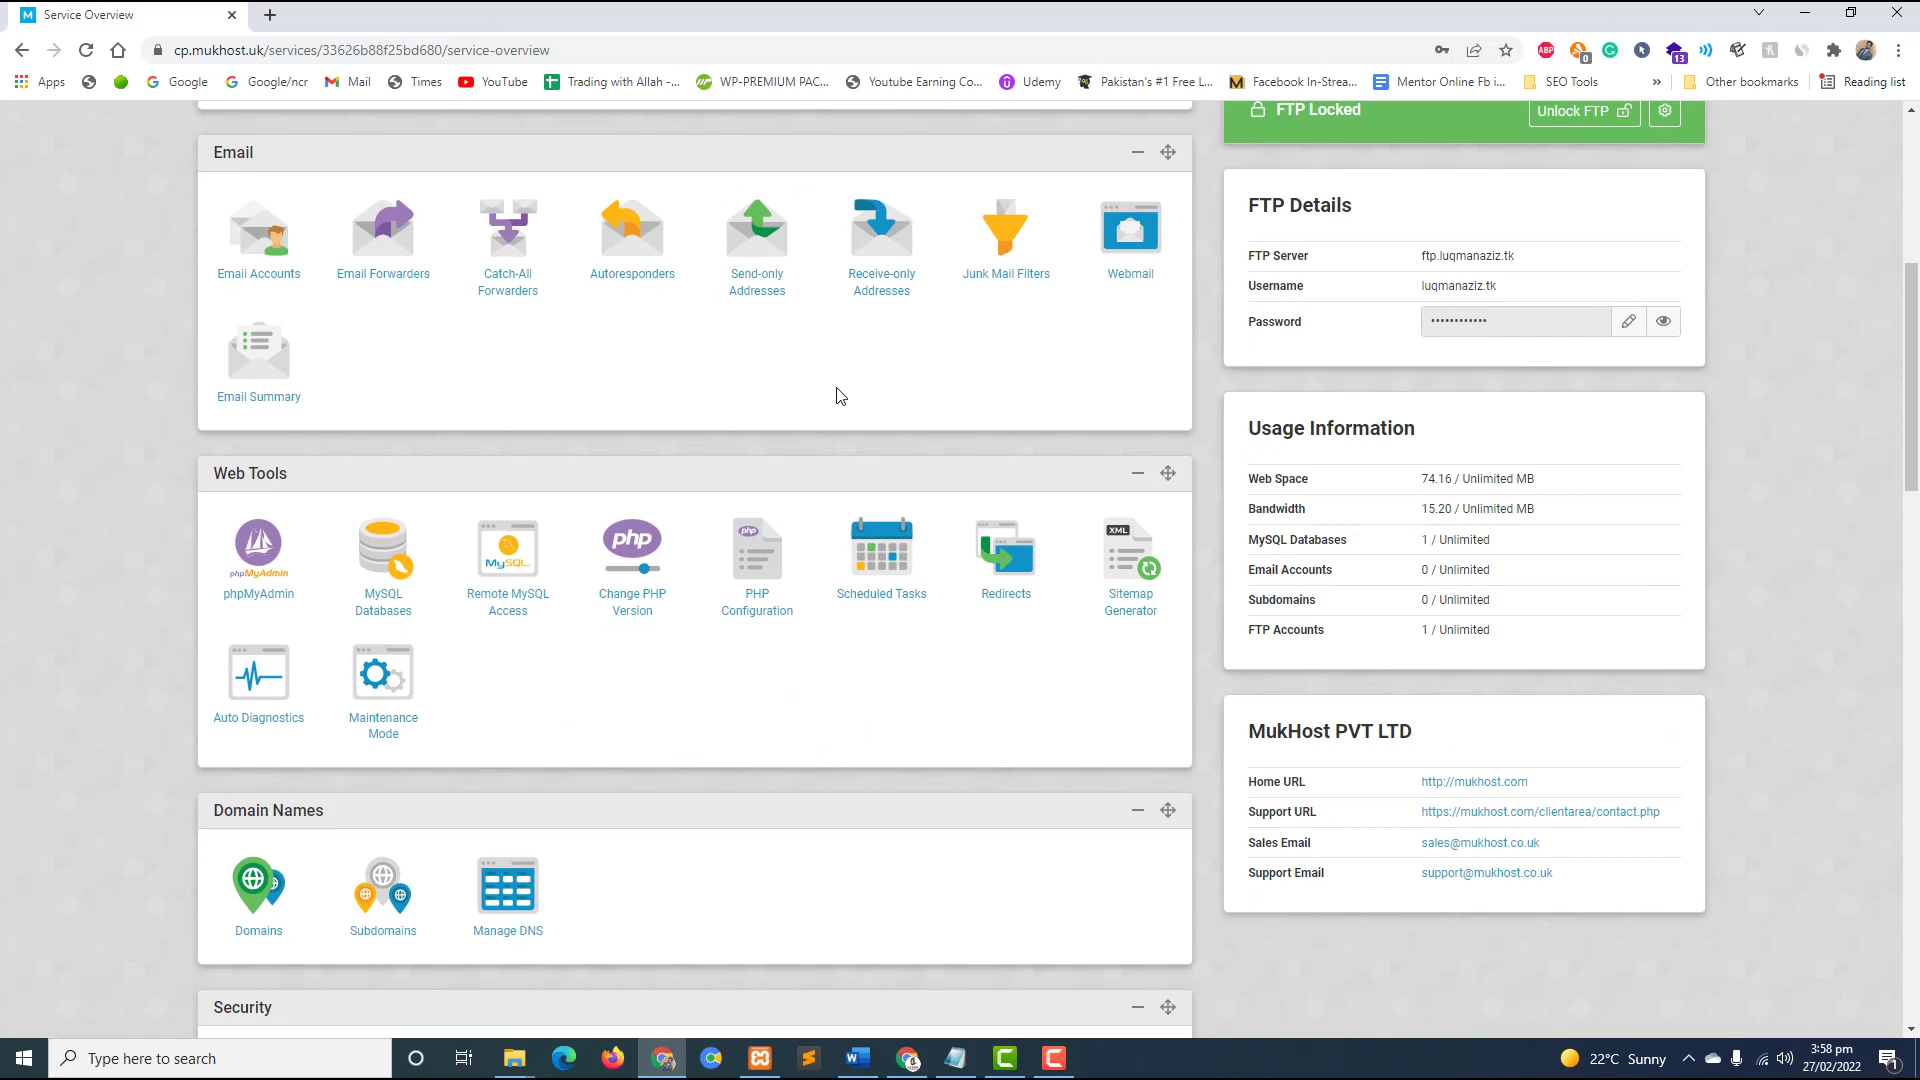 Service Overview
cp.mukhost.uk/services/33626b88f25bd680/service-overview
ABP
0
13
Apps
Google
Google/ncr
Mail
Times
YouTube
Trading with Allah -...
WP-PREMIUM PAC...
Youtube Earning Co...
Udemy
Pakistan's #1 Free L...
Facebook In-Strea...
Mentor Online Fb i...
SEO Tools
»
Other bookmarks
Reading list
FTP Locked
Unlock FTP
Email
Email Accounts
Email Forwarders
Catch-All
Forwarders
Autoresponders
Send-only
Addresses
Receive-only
Addresses
Junk Mail Filters
Webmail
Email Summary
FTP Details
FTP Server ftp.luqmanaziz.tk
Username luqmanaziz.tk
Password ••••••••••••
Web Tools
phpMyAdmin
phpMyAdmin
MySQL
Databases
MySQL
Remote MySQL
Access
php
Change PHP
Version
php
PHP
Configuration
Scheduled Tasks
Redirects
XML
Sitemap
Generator
Auto Diagnostics
Maintenance
Mode
Usage Information
Web Space 74.16 / Unlimited MB
Bandwidth 15.20 / Unlimited MB
MySQL Databases 1 / Unlimited
Email Accounts 0 / Unlimited
Subdomains 0 / Unlimited
FTP Accounts 1 / Unlimited
Domain Names
Domains
Subdomains
Manage DNS
MukHost PVT LTD
Home URL http://mukhost.com
Support URL https://mukhost.com/clientarea/contact.php
Sales Email sales@mukhost.co.uk
Support Email support@mukhost.co.uk
Security
Type here to search
22°C Sunny
3:58 pm
27/02/2022
1